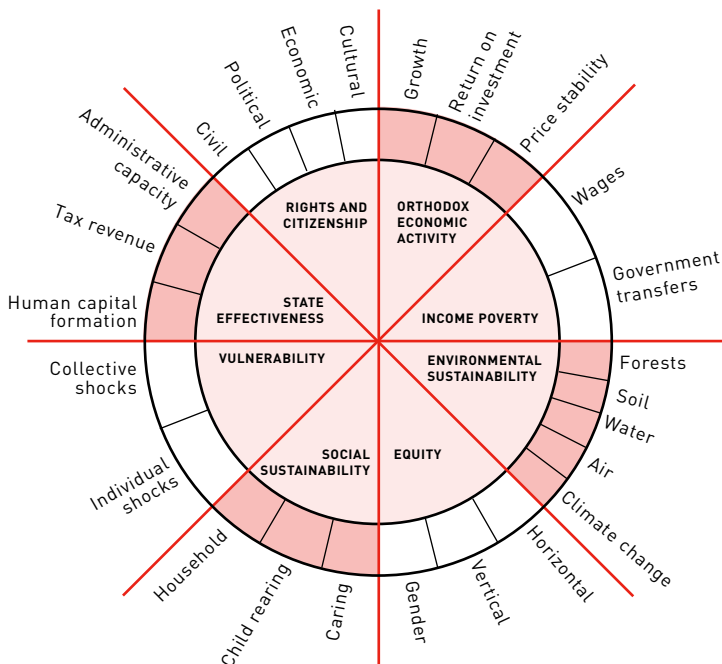 Administrative
capacity
Tax revenue
Human capital
formation
Civil
Political
Economic
Cultural
Growth
Return on
investment
Price stability
Wages
Government
transfers
RIGHTS AND
CITIZENSHIP
ORTHODOX
ECONOMIC
ACTIVITY
STATE
EFFECTIVENESS
INCOME POVERTY
VULNERABILITY
ENVIRONMENTAL
SUSTAINABILITY
SOCIAL
SUSTAINABILITY
EQUITY
Collective
shocks
Individual
shocks
Household
Child rearing
Caring
Gender
Vertical
Horizontal
Forests
Soil
Water
Air
Climate change